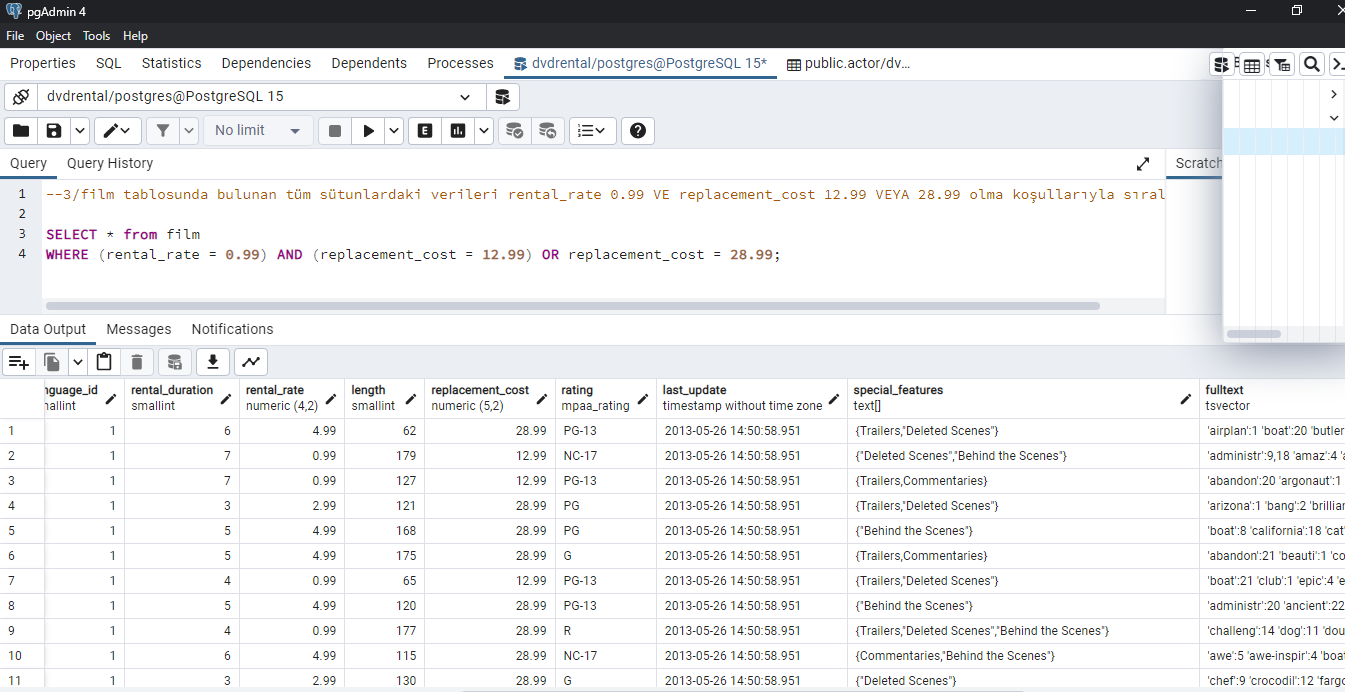 pgAdmin 4
File Object Tools Help
Properties SQL Statistics Dependencies Dependents Processes dvdrental/postgres@PostgreSQL 15* public.actor/dv...
dvdrental/postgres@PostgreSQL 15
No limit
Query Query History Scratch
1 --3/film tablosunda bulunan tüm sütunlardaki verileri rental_rate 0.99 VE replacement_cost 12.99 VEYA 28.99 olma koşullarıyla sıral
2
3 SELECT * from film
4 WHERE (rental_rate = 0.99) AND (replacement_cost = 12.99) OR replacement_cost = 28.99;
Data Output Messages Notifications
nguage_id rental_duration rental_rate length replacement_cost rating last_update special_features fulltext
nallint smallint numeric (4,2) smallint numeric (5,2) mpaa_rating timestamp without time zone text[] tsvector
1 1 6 4.99 62 28.99 PG-13 2013-05-26 14:50:58.951 {Trailers,"Deleted Scenes"} 'airplan':1 'boat':20 'butler
2 1 7 0.99 179 12.99 NC-17 2013-05-26 14:50:58.951 {"Deleted Scenes","Behind the Scenes"} 'administr':9,18 'amaz':4
3 1 7 0.99 127 12.99 PG-13 2013-05-26 14:50:58.951 {Trailers,Commentaries} 'abandon':20 'argonaut':1
4 1 3 2.99 121 28.99 PG 2013-05-26 14:50:58.951 {Trailers,"Deleted Scenes"} 'arizona':1 'bang':2 'brillian
5 1 5 4.99 168 28.99 PG 2013-05-26 14:50:58.951 {"Behind the Scenes"} 'boat':8 'california':18 'cat'
6 1 5 4.99 175 28.99 G 2013-05-26 14:50:58.951 {Trailers,Commentaries} 'abandon':21 'beauti':1 'co
7 1 4 0.99 65 12.99 PG-13 2013-05-26 14:50:58.951 {Trailers,"Deleted Scenes"} 'boat':21 'club':1 'epic':4 'e
8 1 5 4.99 120 28.99 PG-13 2013-05-26 14:50:58.951 {"Behind the Scenes"} 'administr':20 'ancient':22
9 1 4 0.99 177 28.99 R 2013-05-26 14:50:58.951 {Trailers,"Deleted Scenes","Behind the Scenes"} 'challeng':14 'dog':11 'dou
10 1 6 4.99 115 28.99 NC-17 2013-05-26 14:50:58.951 {Commentaries,"Behind the Scenes"} 'awe':5 'awe-inspir':4 'boat
11 1 3 2.99 130 28.99 G 2013-05-26 14:50:58.951 {"Deleted Scenes"} 'chef':9 'crocodil':12 'fargo